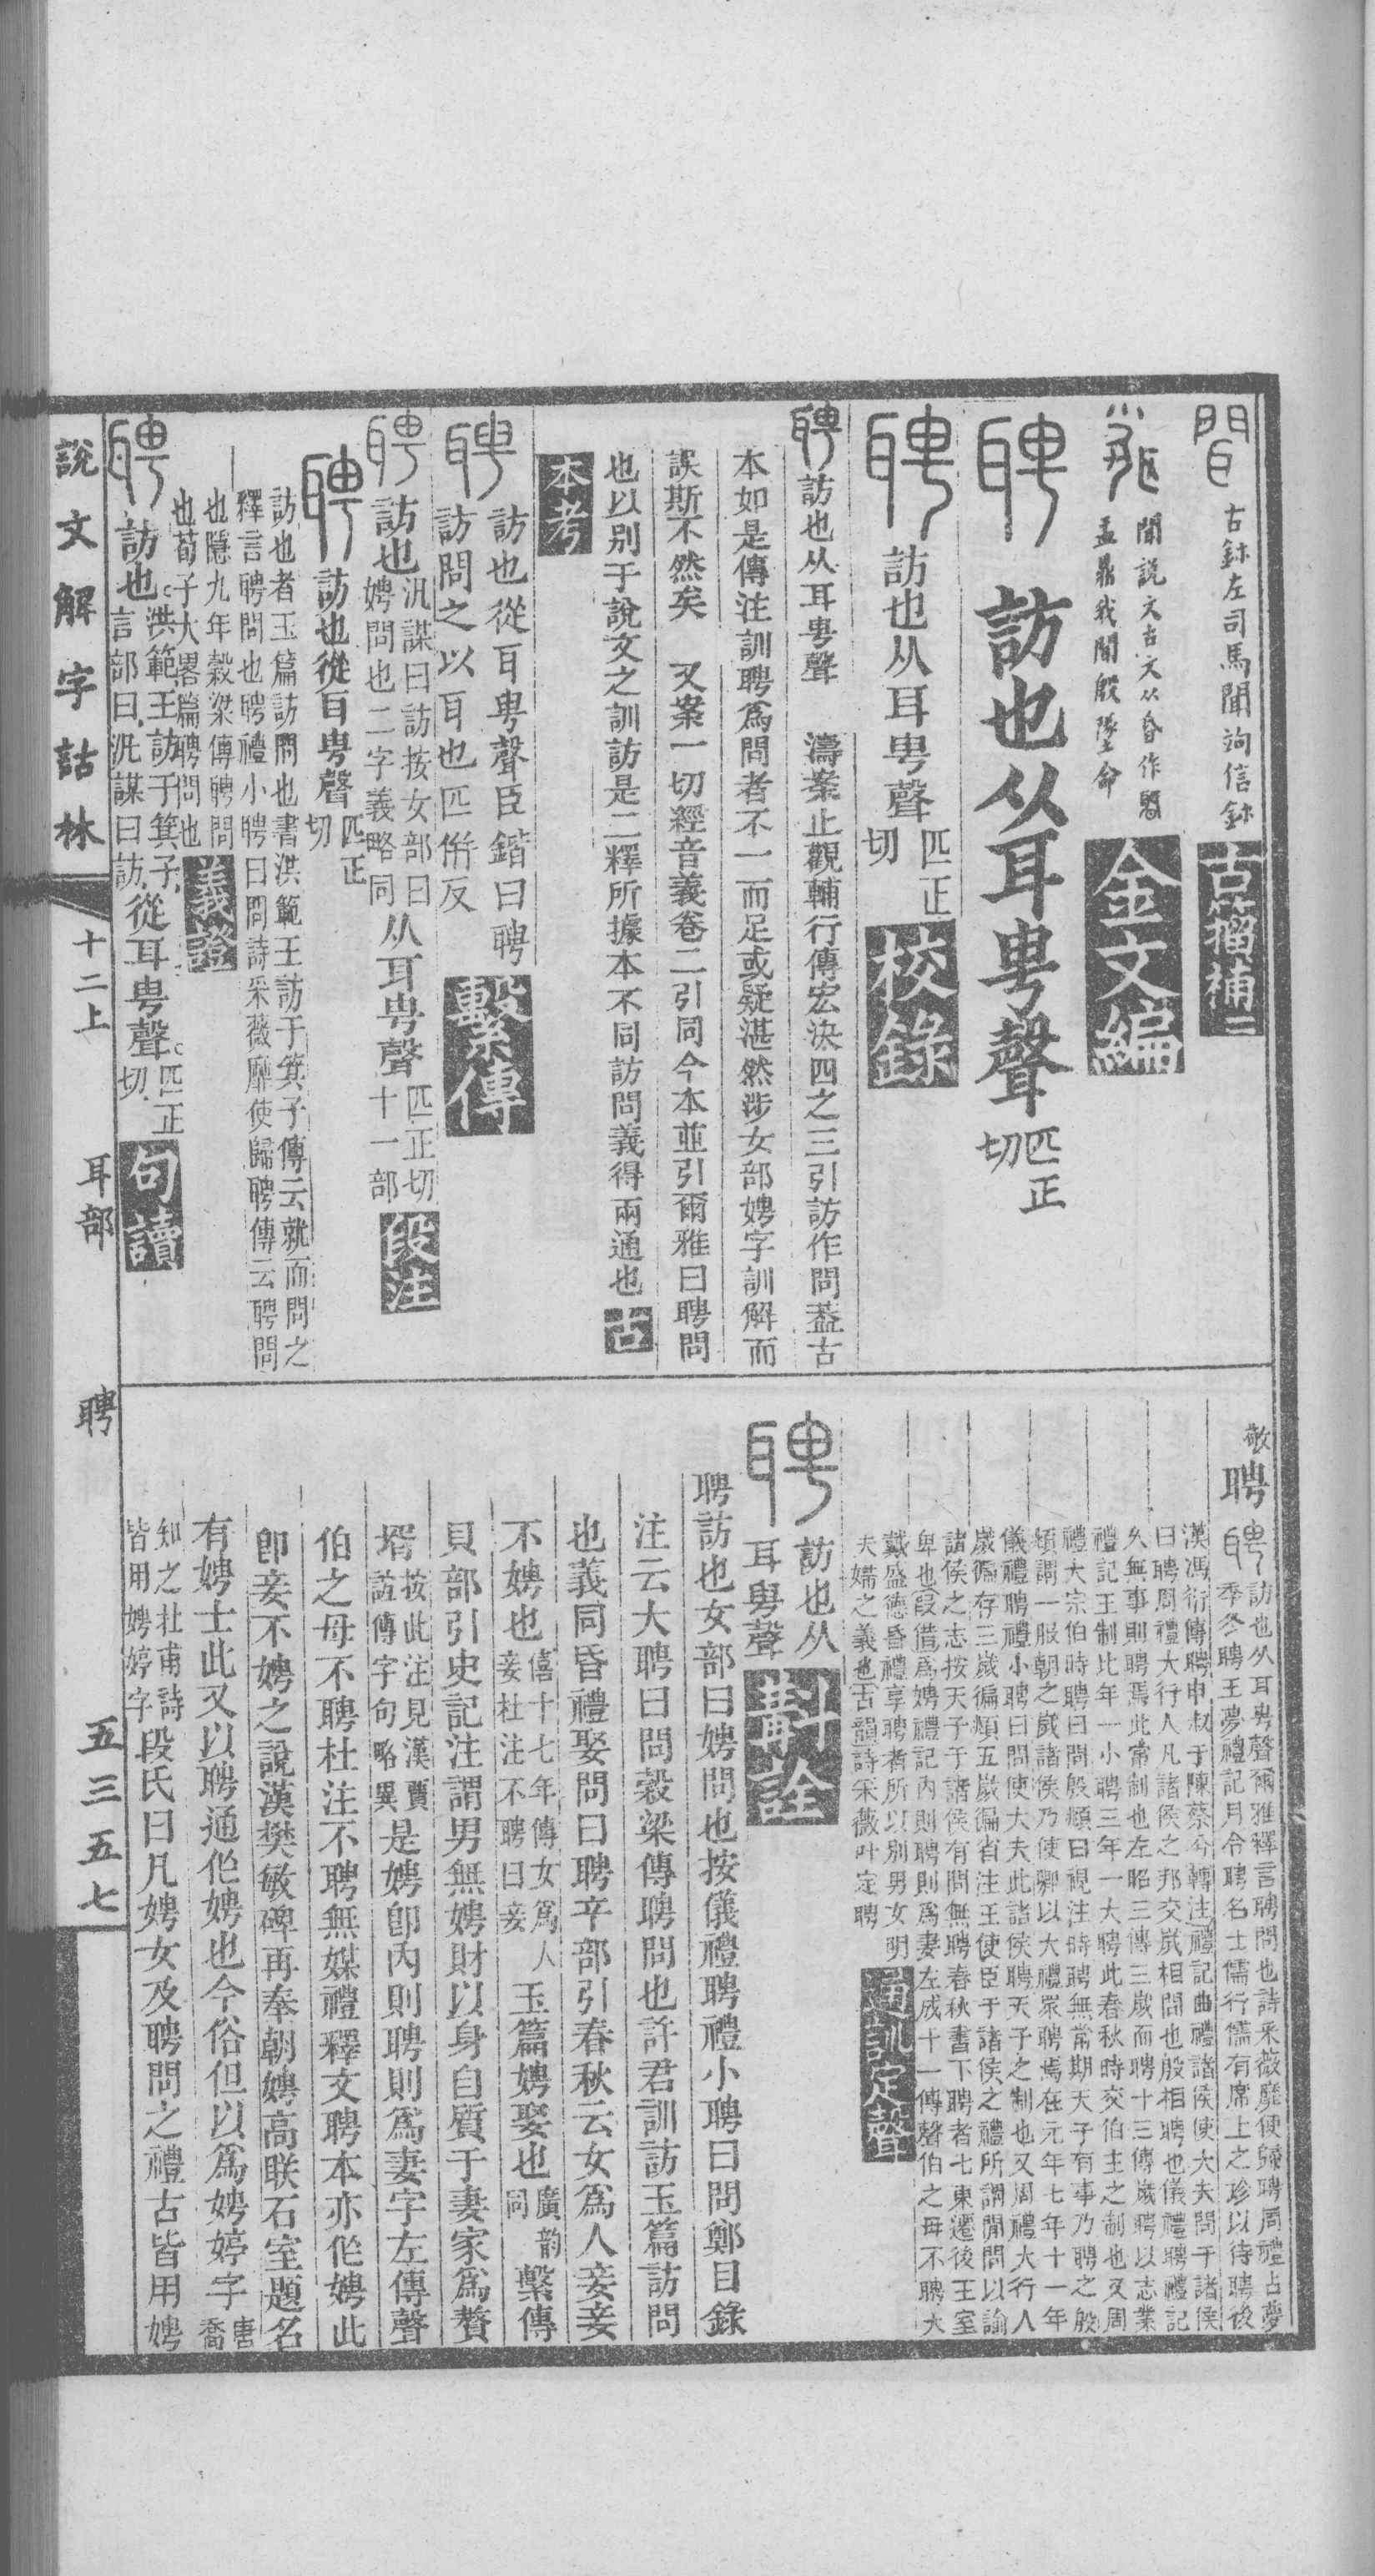 古鉥左司馬聞竘信鉥 古籀補二
聞說文古文从昏作䎽
盂鼎我聞殷墜命 金文編
聘 訪也从耳甹聲 匹正切
聘 訪也从耳甹聲 匹正切 校錄
聘 訪也从耳甹聲 濤案止觀輔行傳宏決四之三引訪作問葢古
本如是傳注訓聘爲問者不一而足或疑湛然涉女部娉字訓解而
誤斯不然矣 又案一切經音義卷二引同今本並引爾雅曰聘問
也以别于說文之訓訪是二釋所據本不同訪問義得兩通也 古
本考
聘 訪也從耳甹聲臣鍇曰聘
訪問之以耳也匹俜反 繫傳
聘 訪也 汎謀曰訪按女部曰
娉問也二字義略同 从耳甹聲 匹正切
十一部 段注
聘 訪也從耳甹聲 匹正切
訪也者玉篇訪問也書洪範王訪于箕子傳云就而問之
釋言聘問也聘禮小聘曰問詩采薇靡使歸聘傳云聘問
也隱九年穀梁傳聘問
也荀子大畧篇聘問也 義證
聘 訪也 洪範王訪于箕子
言部曰汎謀曰訪 從耳甹聲 匹正切 句讀
敬 聘 聘 訪也从耳甹聲爾雅釋言聘問也詩采薇靡使歸聘周禮占夢
季冬聘王夢禮記月令聘名士儒行儒有席上之珍以待聘後
漢馮衍傳聘申叔于陳蔡兮轉注禮記曲禮諸侯使大夫問于諸侯
曰聘周禮大行人凡諸侯之邦交歲相問也殷相聘也儀禮聘禮記
久無事則聘焉此常制也左昭三傳三歲而聘十三傳歲聘以志業
禮記王制比年一小聘三年一大聘此春秋時交伯主之制也又周
禮大宗伯時聘曰問殷頫曰視注時聘無常期天子有事乃聘之殷
頫謂一服朝之歲諸侯乃使卿以大禮眾聘焉在元年七年十一年
儀禮聘禮小聘曰問使大夫此諸侯聘天子之制也又周禮大行人
歲徧存三歲徧頫五歲徧省注王使臣于諸侯之禮所謂閒問以諭
諸侯之志按天子于諸侯有問無聘春秋書下聘者七東遷後王室
卑也段借爲娉禮記內則聘則爲妻左成十一傳聲伯之母不聘大
戴盛德昏禮享聘者所以別男女明
夫婦之義也古韻詩采薇叶定聘 通訓定聲
聘 訪也从
耳甹聲 斠詮
聘訪也女部曰娉問也按儀禮聘禮小聘曰問鄭目錄
注云大聘曰問穀梁傳聘問也許君訓訪玉篇訪問
也義同昏禮娶問曰聘䇂部引春秋云女爲人妾妾
不娉也 僖十七年傳女爲人
妾杜注不聘曰妾 玉篇娉娶也 廣韵
同 繫傳
貝部引史記注謂男無娉財以身自質于妻家爲贅
壻 按此注見漢賈
誼傳字句略異 是娉卽內則聘則爲妻字左傳聲
伯之母不聘杜注不聘無媒禮釋文聘本亦作娉此
卽妾不娉之說漢樊敏碑再奉朝娉高联石室題名
有娉士此又以聘通作娉也今俗但以爲娉婷字 唐喬
知之杜甫詩
皆用娉婷字 段氏曰凡娉女及聘問之禮古皆用娉
說文解字詁林 十二上 耳部 聘 五三五七